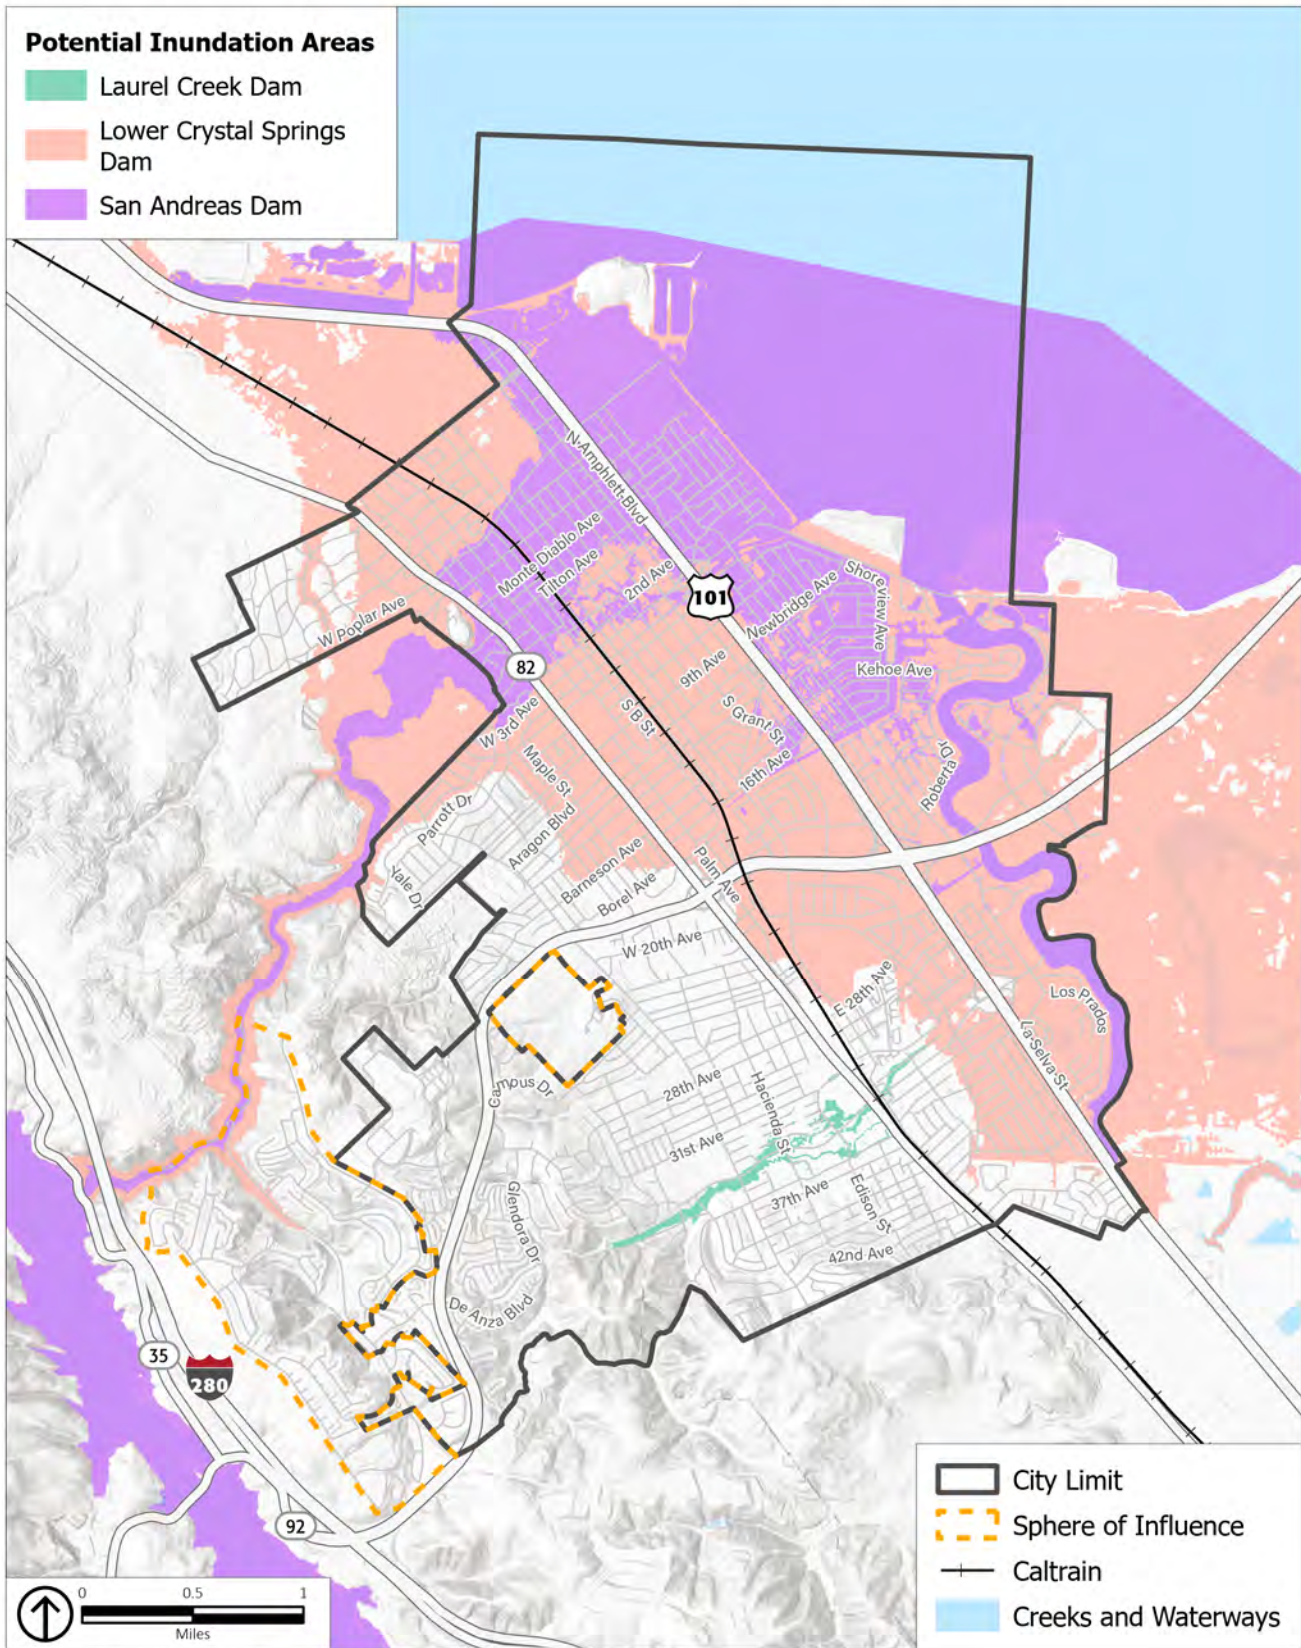 Potential Inundation Areas
Laurel Creek Dam
Lower Crystal Springs
Dam
San Andreas Dam
N Amphlett Blvd
Monte Diablo Ave
Tilton Ave
2nd Ave
101
Shoreview Ave
Newbridge Ave
W Poplar Ave
82
9th Ave
Kehoe Ave
S B St
S Grant St
W 3rd Ave
Maple St
16th Ave
Roberta Dr
Parrott Dr
Aragon Blvd
Yale Dr
Barneson Ave
Borel Ave
Palm Ave
W 20th Ave
E 28th Ave
Los Prados
La Selva St
Campus Dr
28th Ave
Hacienda St
31st Ave
37th Ave
Edison St
Glendora Dr
42nd Ave
De Anza Blvd
35
280
92
City Limit
Sphere of Influence
Caltrain
Creeks and Waterways
0 0.5 1
Miles